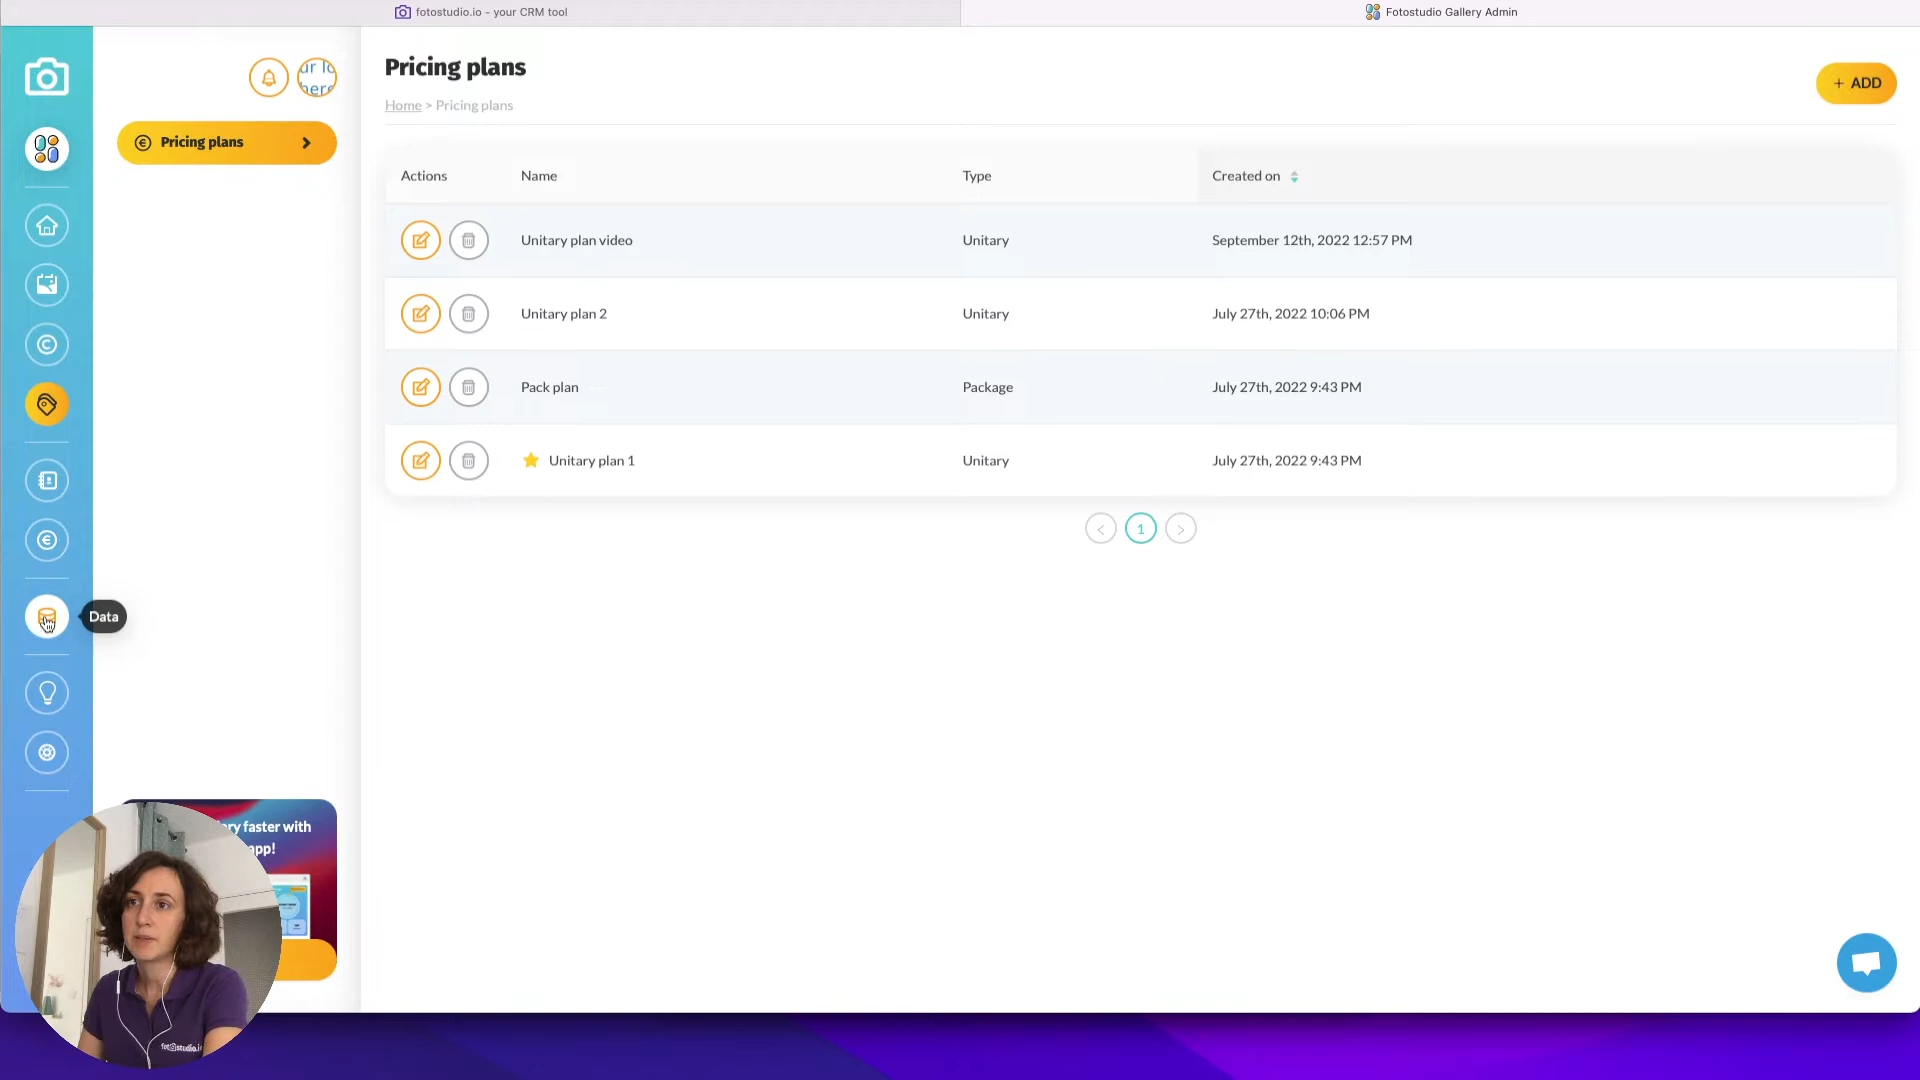 fotostudio.io - your CRM tool
Fotostudio Gallery Admin
Pricing plans
Home > Pricing plans
+ ADD
Pricing plans
Actions Name Type Created on
Unitary plan video Unitary September 12th, 2022 12:57 PM
Unitary plan 2 Unitary July 27th, 2022 10:06 PM
Pack plan Package July 27th, 2022 9:43 PM
Unitary plan 1 Unitary July 27th, 2022 9:43 PM
< 1 >
Data
faster with
app!
fotostudio.io